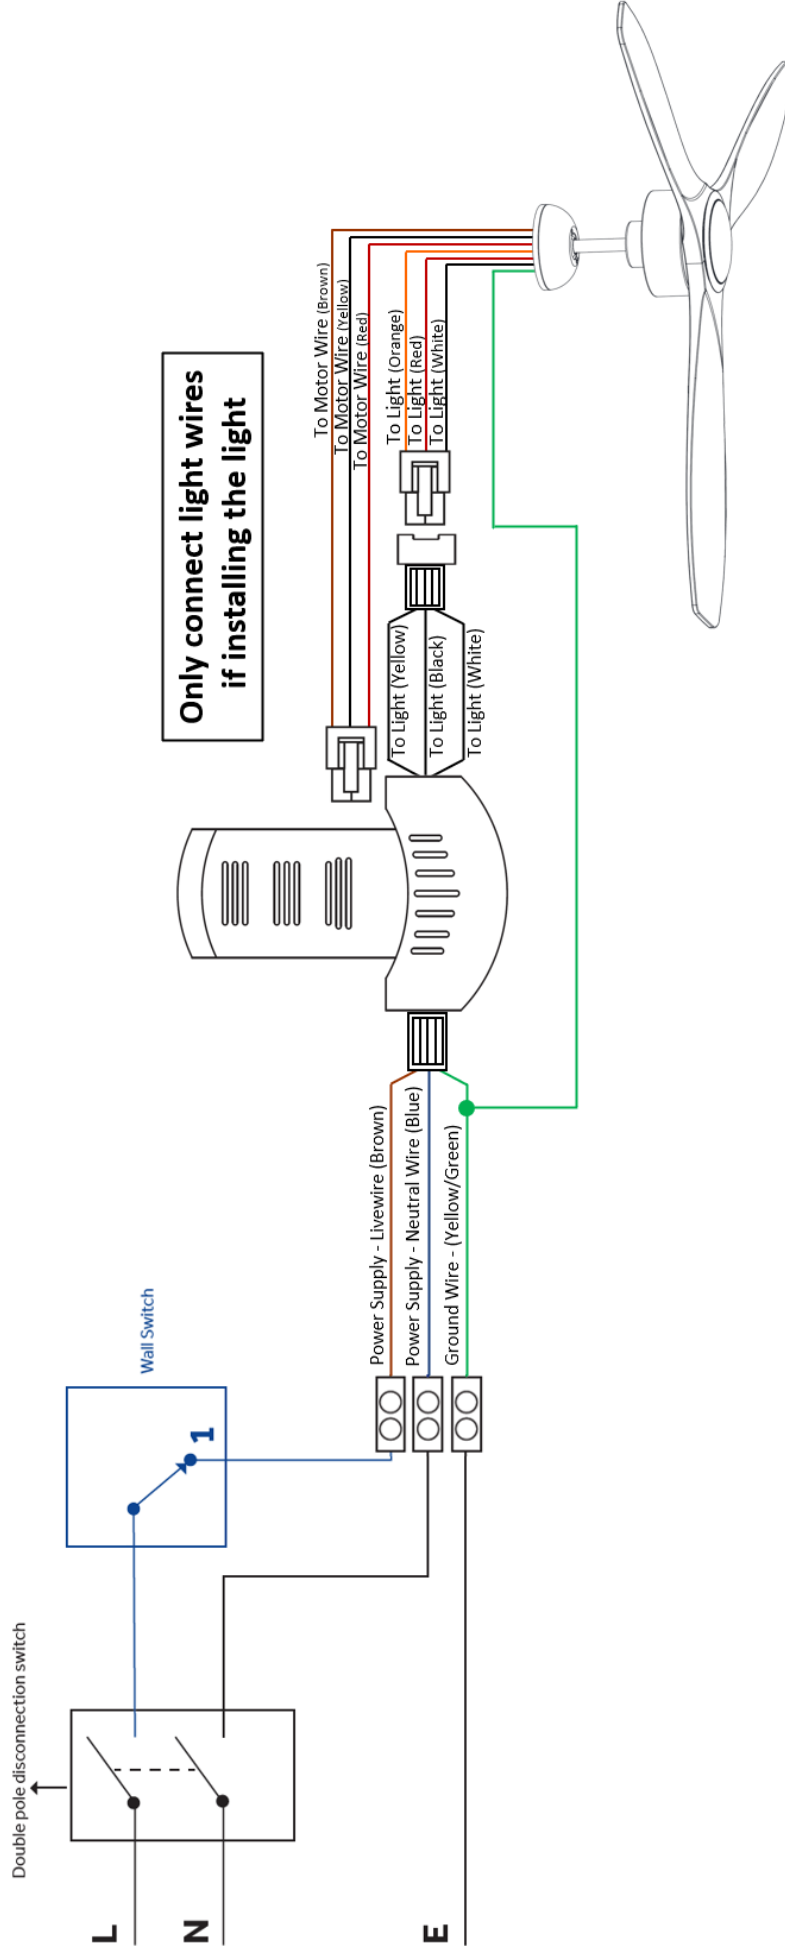 Double pole disconnection switch
L
N
E
Wall Switch
1
Power Supply - Livewire (Brown)
Power Supply - Neutral Wire (Blue)
Ground Wire - (Yellow/Green)
Only connect light wires
if installing the light
To Light (Yellow)
To Light (Black)
To Light (White)
To Motor Wire (Brown)
To Motor Wire (Yellow)
To Motor Wire (Red)
To Light (Orange)
To Light (Red)
To Light (White)